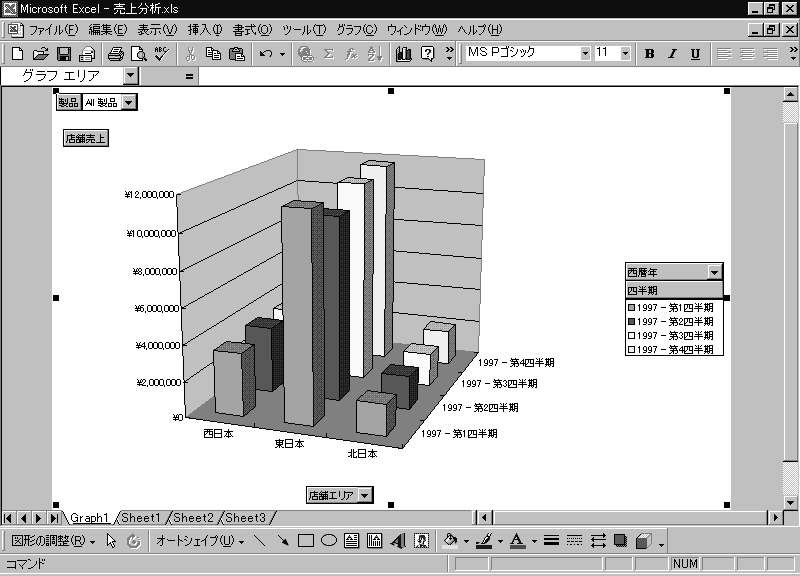 Microsoft Excel - 売上分析.xls
ファイル(F) 編集(E) 表示(V) 挿入(I) 書式(O) ツール(T) グラフ(C) ウィンドウ(W) ヘルプ(H)
MS Pゴシック 11 B I U
グラフ エリア =
製品 All 製品
店舗売上
¥12,000,000
¥10,000,000
¥8,000,000
¥6,000,000
¥4,000,000
¥2,000,000
¥0
西日本
東日本
北日本
1997 - 第4四半期
1997 - 第3四半期
1997 - 第2四半期
1997 - 第1四半期
西暦年
四半期
1997 - 第1四半期
1997 - 第2四半期
1997 - 第3四半期
1997 - 第4四半期
店舗エリア
Graph1 Sheet1 Sheet2 Sheet3
図形の調整(R) オートシェイプ(U)
コマンド NUM